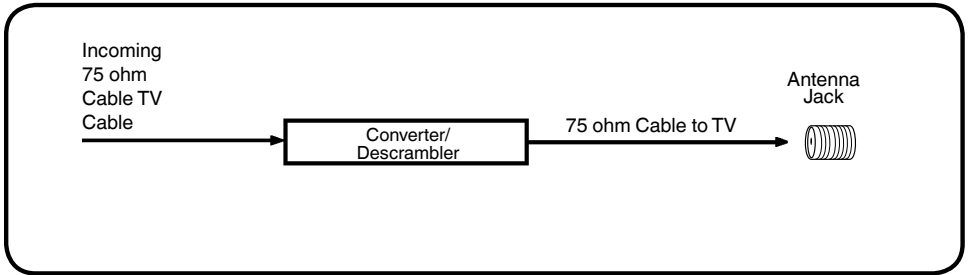 Incoming
75 ohm
Cable TV
Cable
Converter/
Descrambler
75 ohm Cable to TV
Antenna
Jack